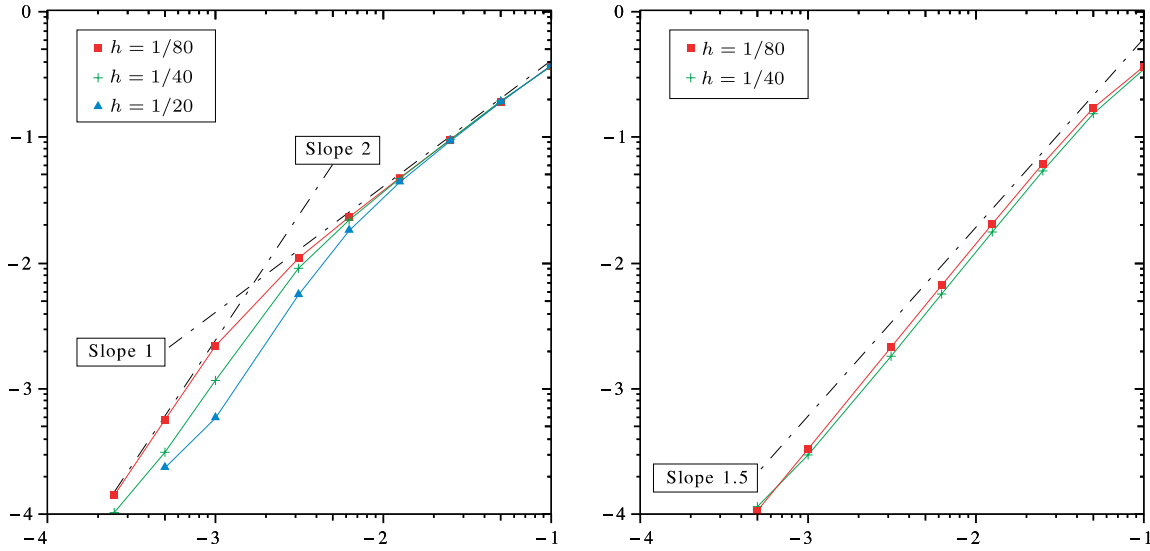 0
h = 1/80
h = 1/40
h = 1/20
Slope 2
−1
−2
Slope 1
−3
−4
−4
−3
−2
−1
0
h = 1/80
h = 1/40
−1
−2
−3
Slope 1.5
−4
−4
−3
−2
−1